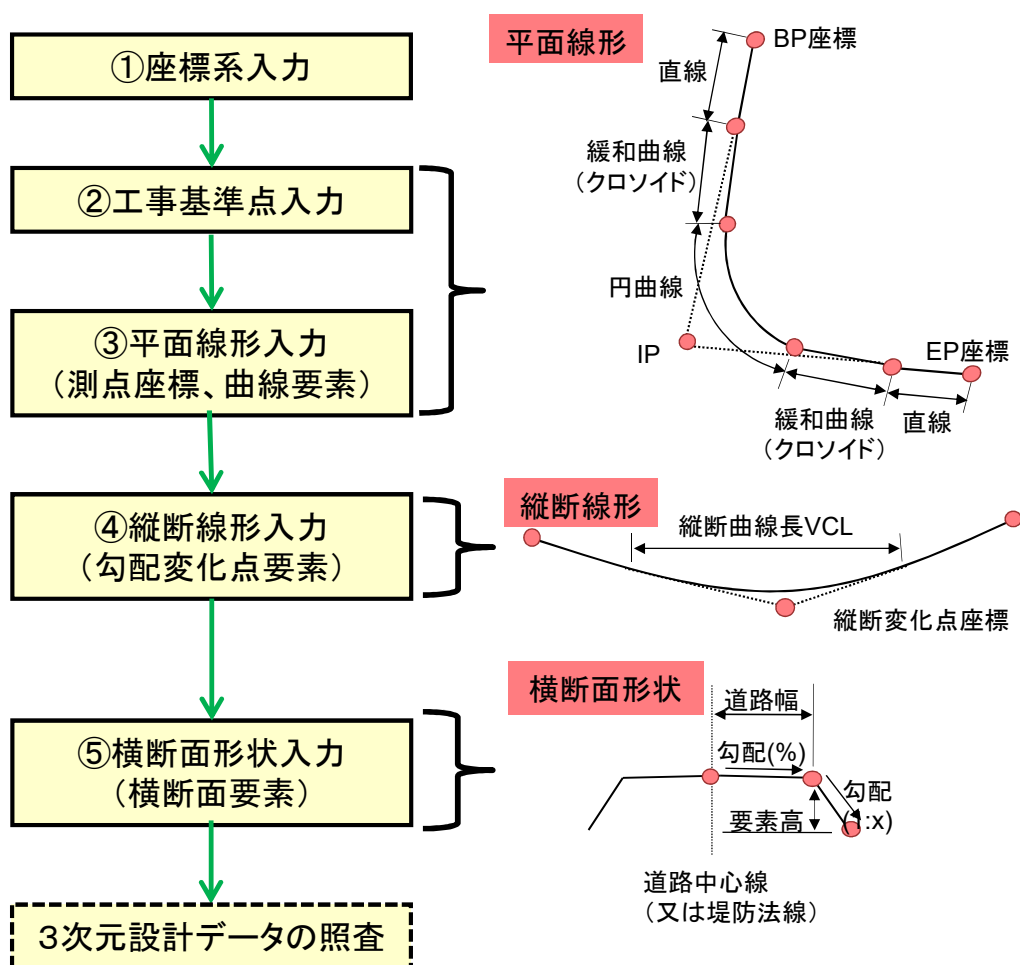 ①座標系入力
②工事基準点入力
③平面線形入力
（測点座標、曲線要素）
④縦断線形入力
（勾配変化点要素）
⑤横断面形状入力
（横断面要素）
３次元設計データの照査
平面線形
BP座標
直線
緩和曲線
（クロソイド）
円曲線
IP
EP座標
緩和曲線
（クロソイド）
直線
縦断線形
縦断曲線長VCL
縦断変化点座標
横断面形状
道路幅
勾配(%)
勾配
(1:x)
要素高
道路中心線
（又は堤防法線）